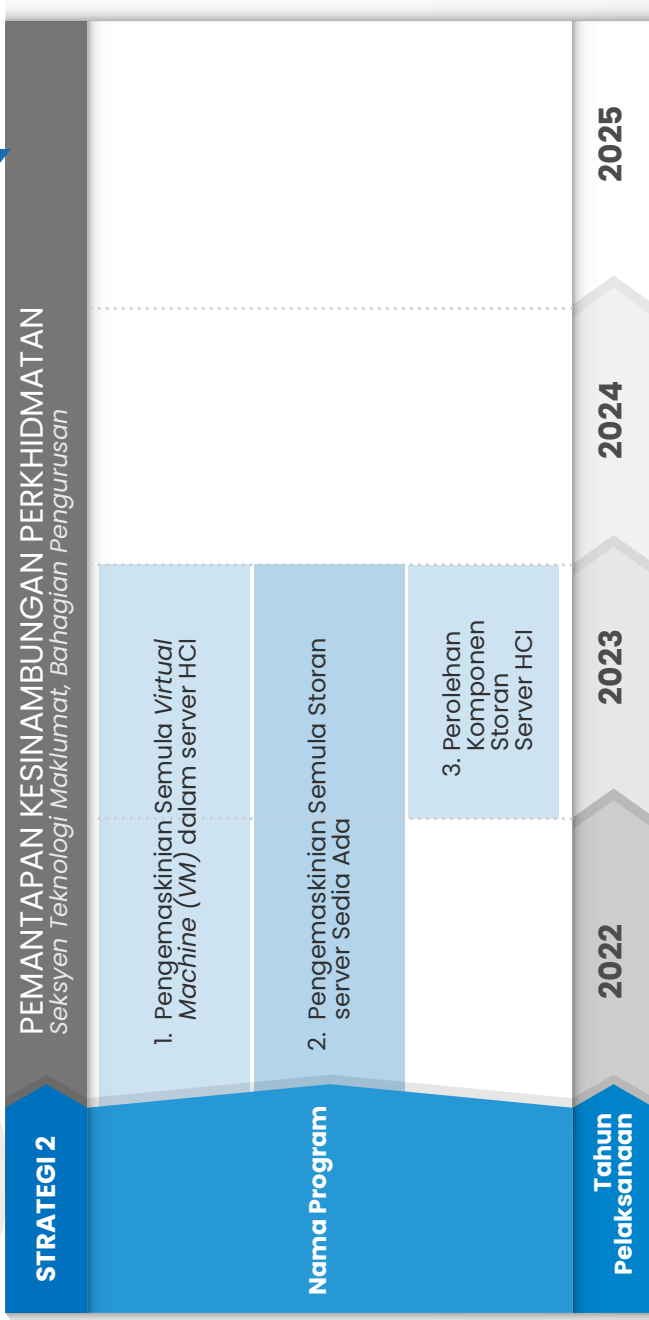 STRATEGI 2
PEMANTAPAN KESINAMBUNGAN PERKHIDMATAN
Seksyen Teknologi Maklumat, Bahagian Pengurusan
Nama Program
1. Pengemaskinian Semula Virtual
Machine (VM) dalam server HCI
2. Pengemaskinian Semula Storan
server Sedia Ada
3. Perolehan
Komponen
Storan
Server HCI
Tahun
Pelaksanaan
2022
2023
2024
2025